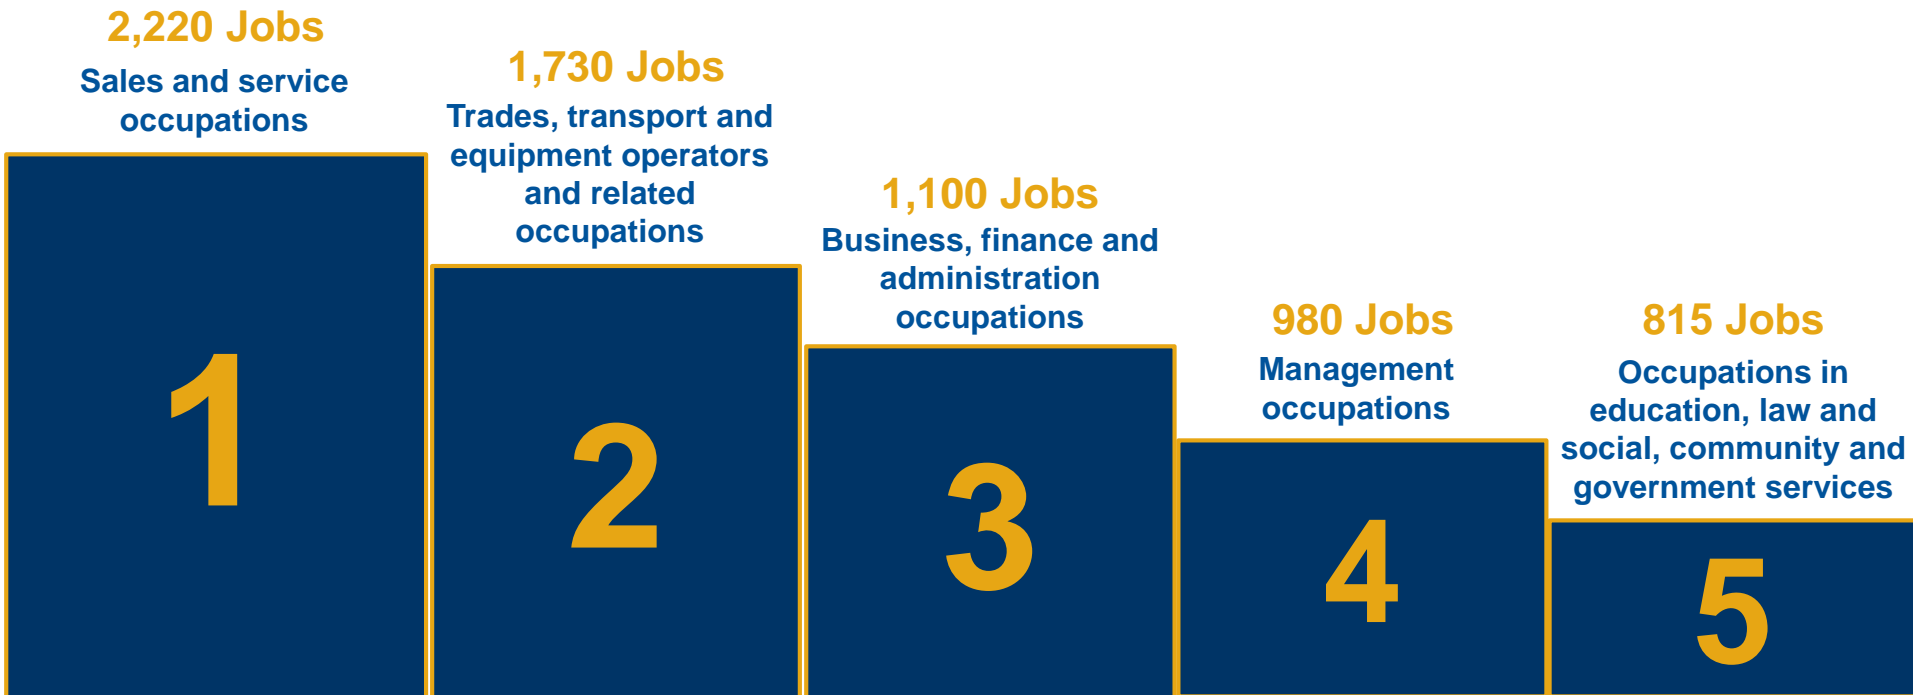 2,220 Jobs
Sales and service
occupations
1
1,730 Jobs
Trades, transport and
equipment operators
and related
occupations
2
1,100 Jobs
Business, finance and
administration
occupations
3
980 Jobs
Management
occupations
4
815 Jobs
Occupations in
education, law and
social, community and
government services
5